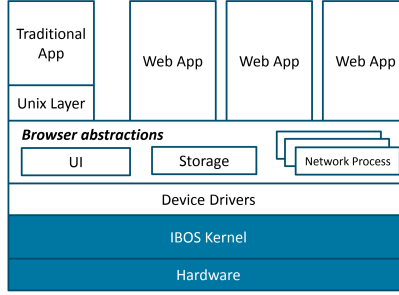 Traditional
App
Web App
Web App
Web App
Unix Layer
Browser abstractions
UI
Storage
Network Process
Device Drivers
IBOS Kernel
Hardware